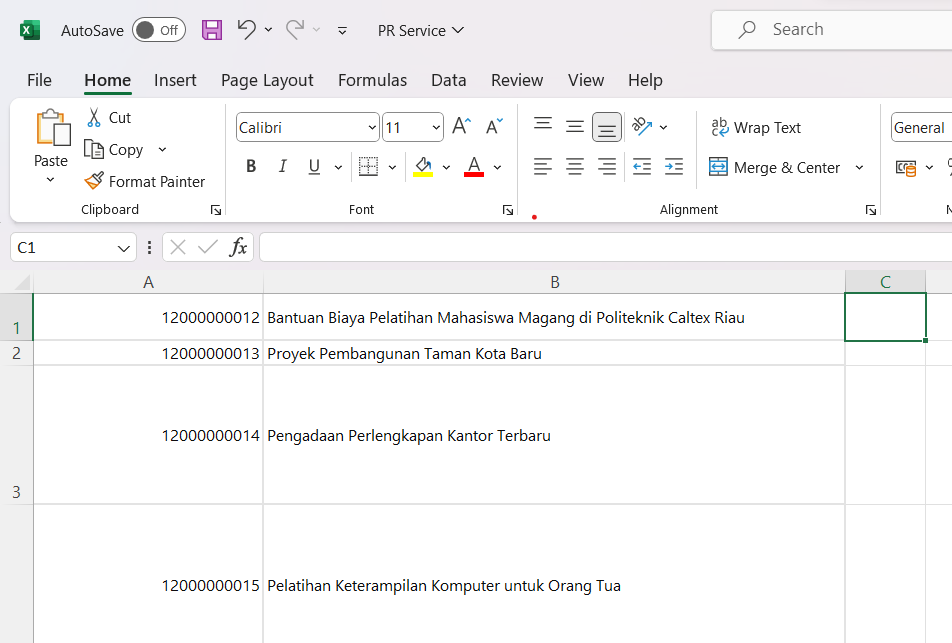 AutoSave Off PR Service Search
File Home Insert Page Layout Formulas Data Review View Help
Paste
Cut
Copy
Format Painter
Clipboard
Calibri 11 A A
B I U A
Font
ab Wrap Text
Merge & Center
Alignment
General
C1 fx
A B C
1 12000000012 Bantuan Biaya Pelatihan Mahasiswa Magang di Politeknik Caltex Riau
2 12000000013 Proyek Pembangunan Taman Kota Baru
3 12000000014 Pengadaan Perlengkapan Kantor Terbaru
12000000015 Pelatihan Keterampilan Komputer untuk Orang Tua